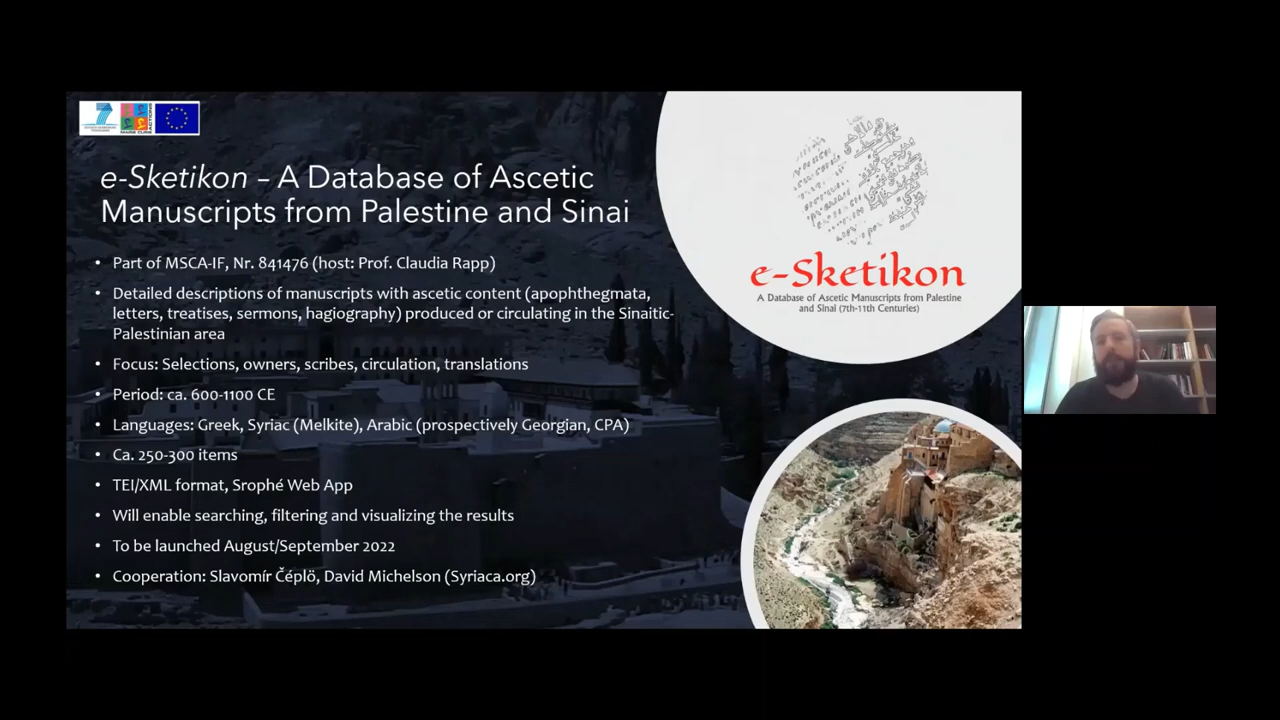 e-Sketikon – A Database of Ascetic
Manuscripts from Palestine and Sinai
• Part of MSCA-IF, Nr. 841476 (host: Prof. Claudia Rapp)
• Detailed descriptions of manuscripts with ascetic content (apophthegmata,
letters, treatises, sermons, hagiography) produced or circulating in the Sinaitic-
Palestinian area
• Focus: Selections, owners, scribes, circulation, translations
• Period: ca. 600-1100 CE
• Languages: Greek, Syriac (Melkite), Arabic (prospectively Georgian, CPA)
• Ca. 250-300 items
• TEI/XML format, Srophé Web App
• Will enable searching, filtering and visualizing the results
• To be launched August/September 2022
• Cooperation: Slavomír Čéplö, David Michelson (Syriaca.org)
e-Sketikon
A Database of Ascetic Manuscripts from Palestine
and Sinai (7th-11th Centuries)